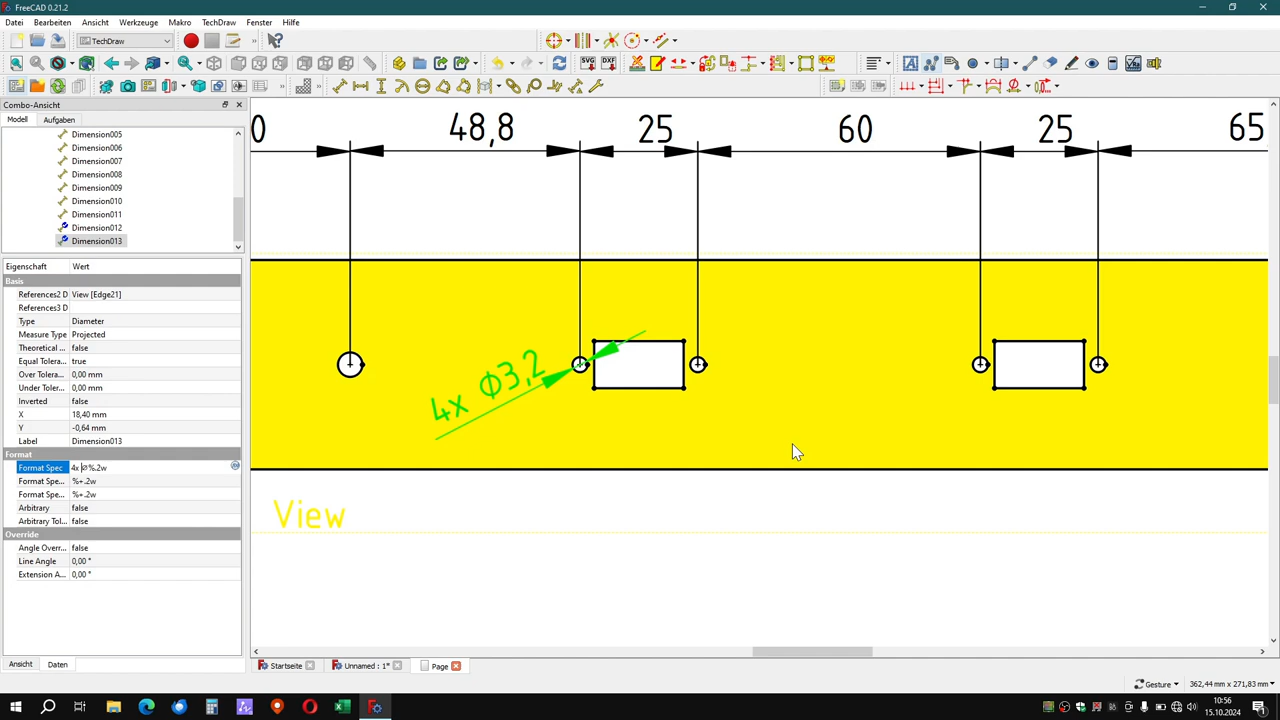 FreeCAD 0.21.2
Datei Bearbeiten Ansicht Werkzeuge Makro TechDraw Fenster Hilfe
TechDraw
SVG DXF
Combo-Ansicht
Modell Aufgaben
Dimension005
Dimension006
Dimension007
Dimension008
Dimension009
Dimension010
Dimension011
Dimension012
Dimension013
Eigenschaft Wert
Basis
References2 D View [Edge21]
References3 D
Type Diameter
Measure Type Projected
Theoretical ... false
Equal Tolera... true
Over Tolera... 0,00 mm
Under Toler... 0,00 mm
Inverted false
X 18,40 mm
Y -0,64 mm
Label Dimension013
Format
Format Spec 4x ⌀%.2w
Format Spe... %+.2w
Format Spe... %+.2w
Arbitrary false
Arbitrary Tol... false
Override
Angle Overr... false
Line Angle 0,00 °
Extension A... 0,00 °
Ansicht Daten
0 48,8 25 60 25 65
4x ⌀3,2
View
Startseite Unnamed : 1* Page
Gesture 362,44 mm x 271,83 mm
10:56
15.10.2024